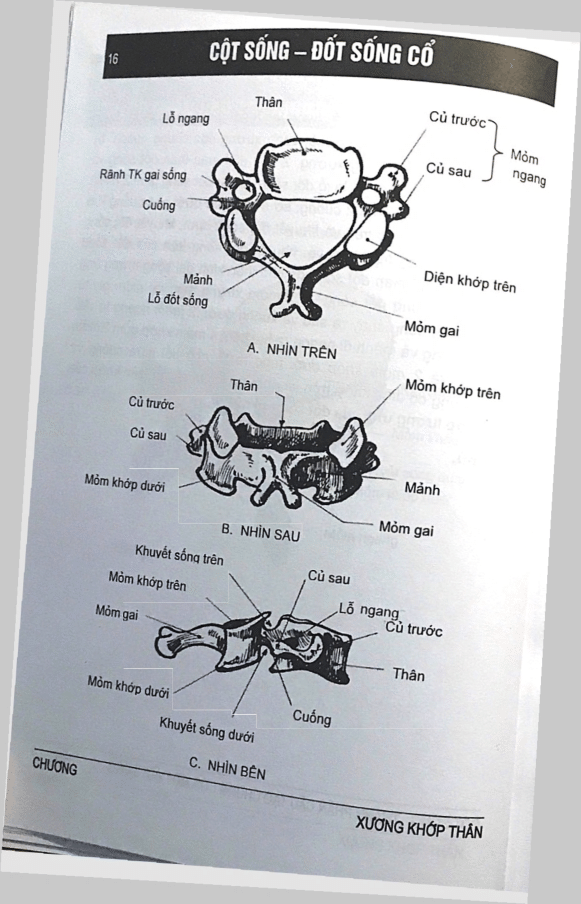 16
CỘT SỐNG – ĐỐT SỐNG CỔ
Thân
Lỗ ngang
Củ trước
Mỏm
ngang
Củ sau
Rãnh TK gai sống
Cuống
Diện khớp trên
Mảnh
Lỗ đốt sống
Mỏm gai
A. NHÌN TRÊN
Thân
Mỏm khớp trên
Củ trước
Củ sau
Mỏm khớp dưới
Mảnh
Mỏm gai
B. NHÌN SAU
Khuyết sống trên
Củ sau
Mỏm khớp trên
Lỗ ngang
Mỏm gai
Củ trước
Thân
Mỏm khớp dưới
Cuống
Khuyết sống dưới
C. NHÌN BÊN
CHƯƠNG
XƯƠNG KHỚP THÂN